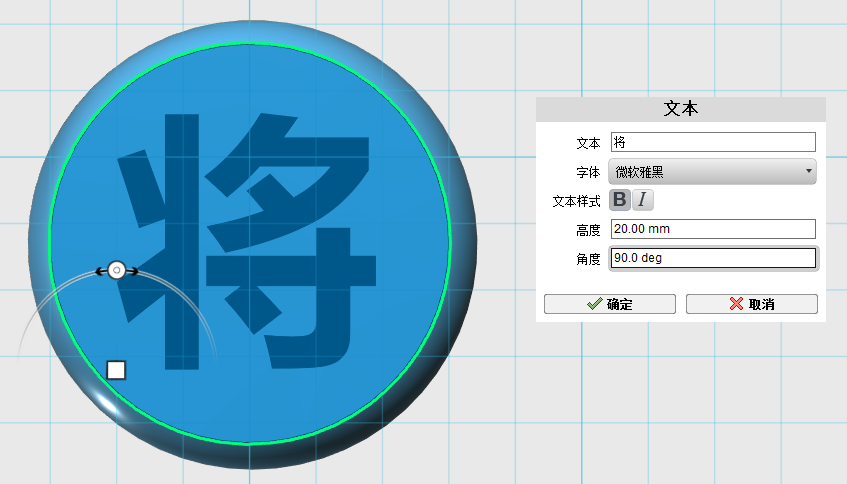 将
文本
文本 将
字体 微软雅黑
文本样式 B I
高度 20.00 mm
角度 90.0 deg
确定 取消